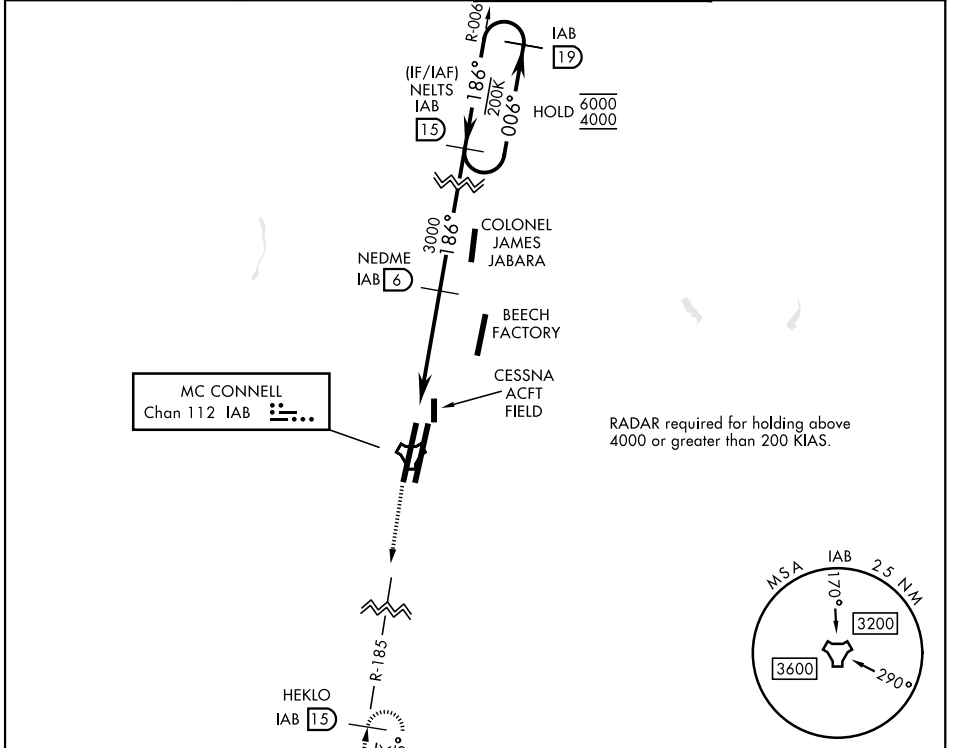 R-006
IAB
19
(IF/IAF)
NELTS
IAB
15
186°
200K
006°
HOLD 6000
4000
3000
186°
COLONEL
JAMES
JABARA
NEDME
IAB 6
BEECH
FACTORY
CESSNA
ACFT
FIELD
MC CONNELL
Chan 112 IAB
RADAR required for holding above
4000 or greater than 200 KIAS.
MSA IAB 25 NM
170°
3200
3600
290°
R-185
HEKLO
IAB 15